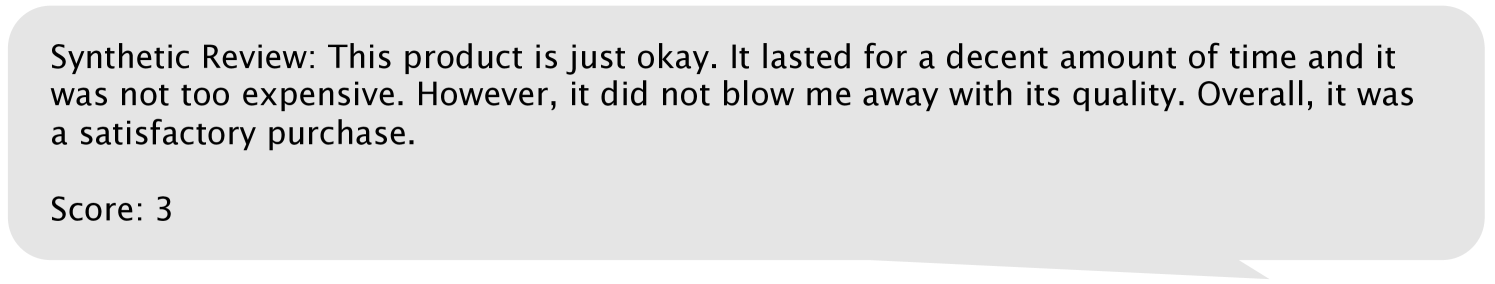 Synthetic Review: This product is just okay. It lasted for a decent amount of time and it
was not too expensive. However, it did not blow me away with its quality. Overall, it was
a satisfactory purchase.
Score: 3